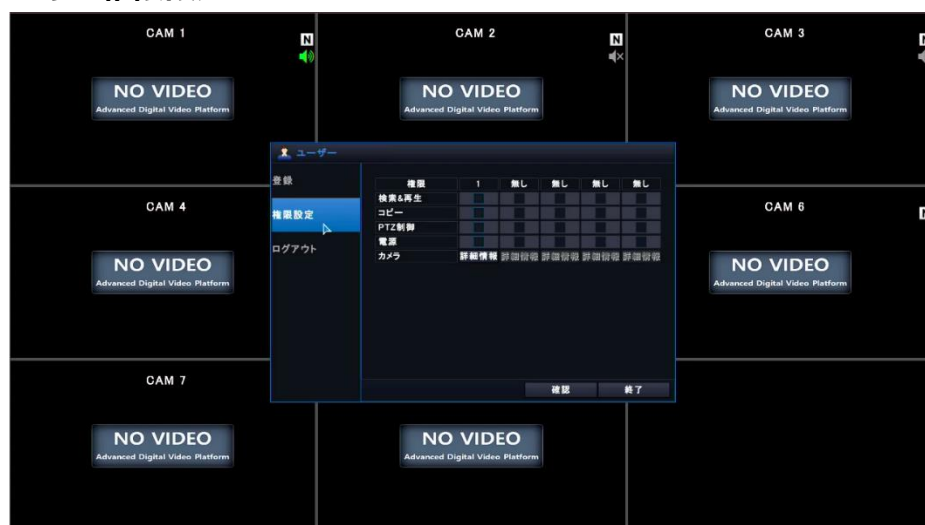 CAM 1
N
CAM 2
N
CAM 3
NO VIDEO
Advanced Digital Video Platform
NO VIDEO
Advanced Digital Video Platform
NO VIDEO
Advanced Digital Video Platform
ユーザー
登録
権限設定
ログアウト
権限 1 無し 無し 無し 無し
検索&再生
コピー
PTZ制御
電源
カメラ 詳細情報 詳細情報 詳細情報 詳細情報 詳細情報
確認 終了
CAM 4
CAM 6
NO VIDEO
Advanced Digital Video Platform
NO VIDEO
Advanced Digital Video Platform
CAM 7
NO VIDEO
Advanced Digital Video Platform
NO VIDEO
Advanced Digital Video Platform